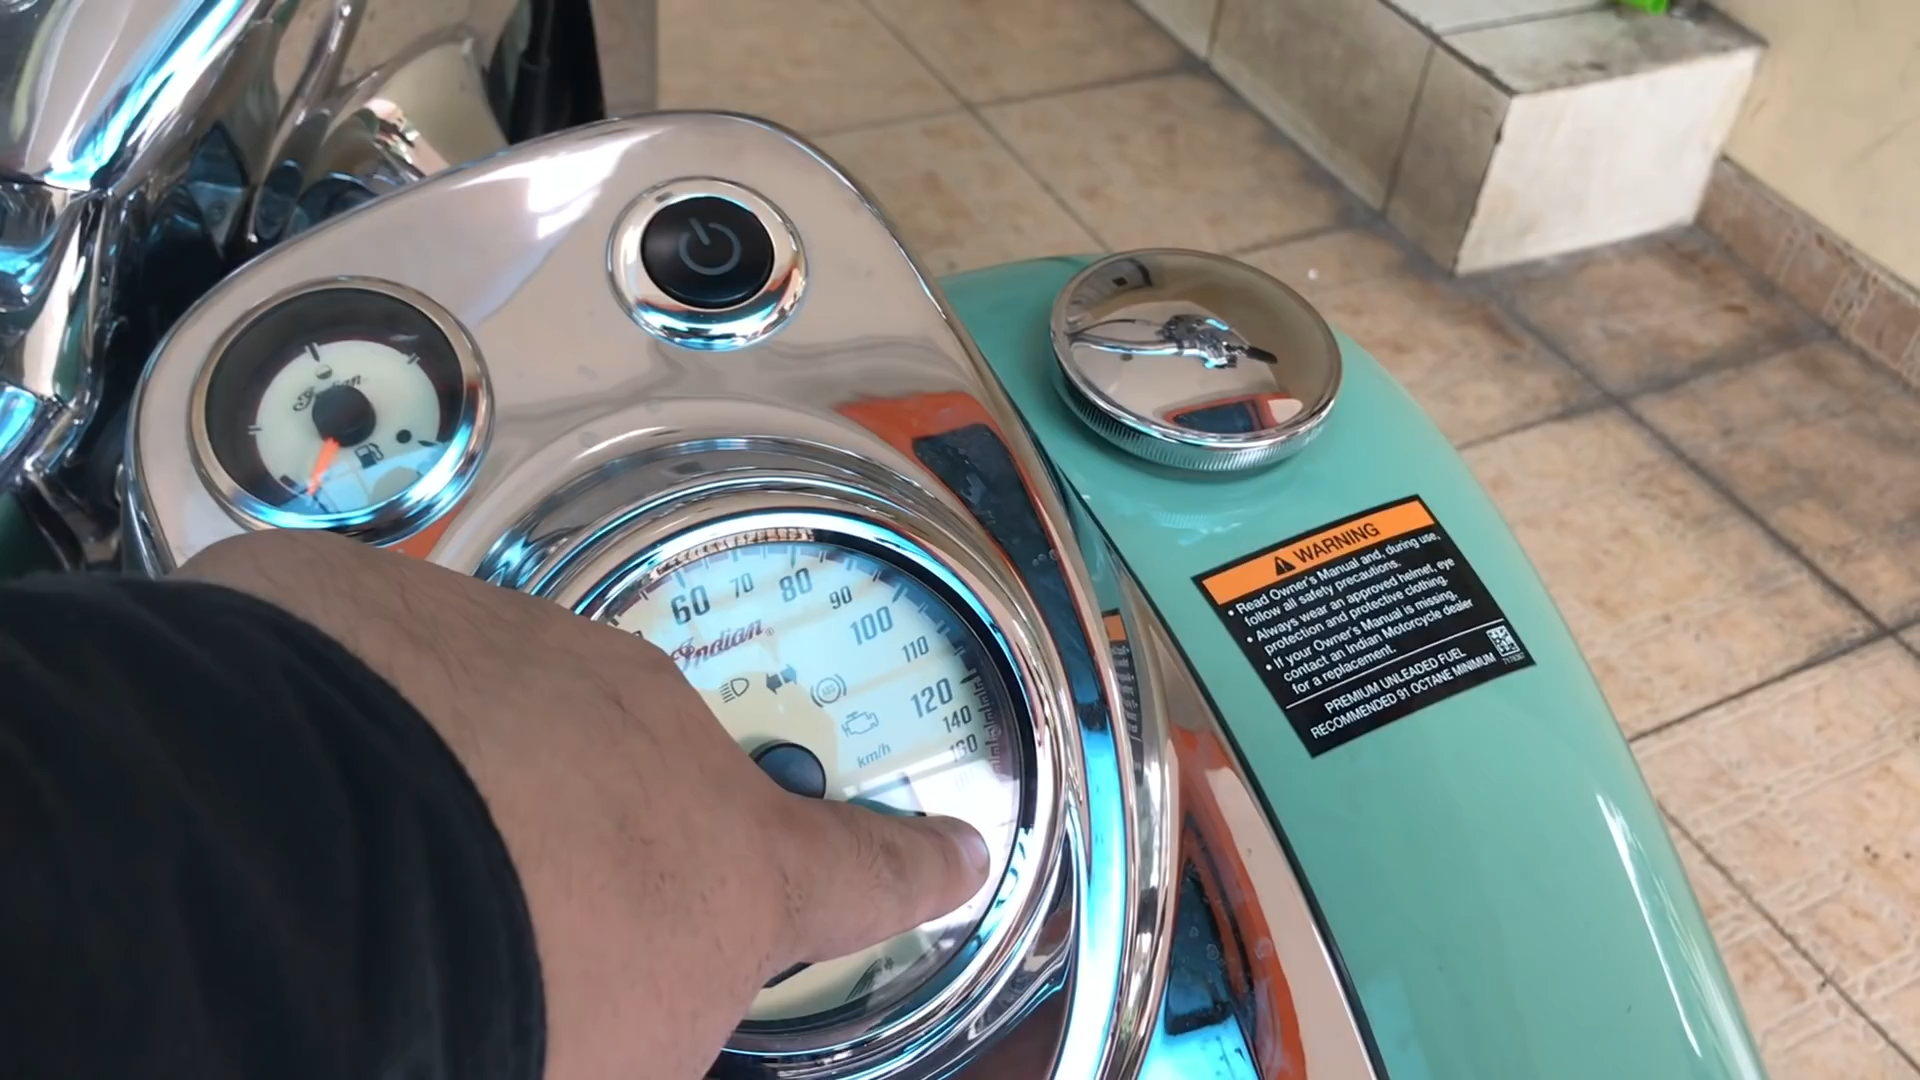 Indian
60
70
80
90
100
110
120
140
160
Indian
ABS
km/h
WARNING
• Read Owner's Manual and, during use,
follow all safety precautions.
• Always wear an approved helmet, eye
protection and protective clothing.
• If your Owner's Manual is missing,
contact an Indian Motorcycle dealer
for a replacement.
PREMIUM UNLEADED FUEL
RECOMMENDED 91 OCTANE MINIMUM